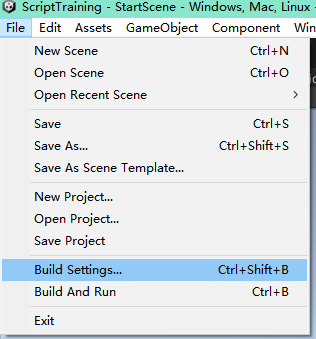 ScriptTraining - StartScene - Windows, Mac, Linux -
File Edit Assets GameObject Component Win
New Scene Ctrl+N
Open Scene Ctrl+O
Open Recent Scene >
Save Ctrl+S
Save As... Ctrl+Shift+S
Save As Scene Template...
New Project...
Open Project...
Save Project
Build Settings... Ctrl+Shift+B
Build And Run Ctrl+B
Exit